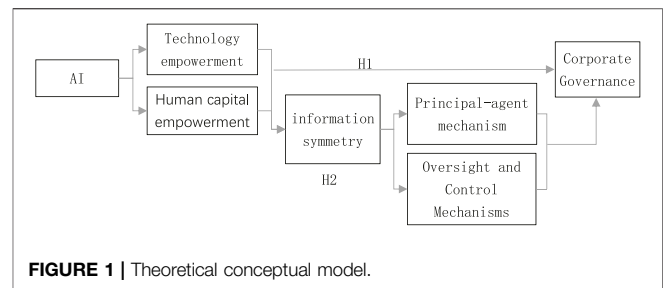 Technology
empowerment
AI
Human capital
empowerment
H1
Corporate
Governance
information
symmetry
H2
Principal-agent
mechanism
Oversight and
Control
Mechanisms
FIGURE 1 | Theoretical conceptual model.